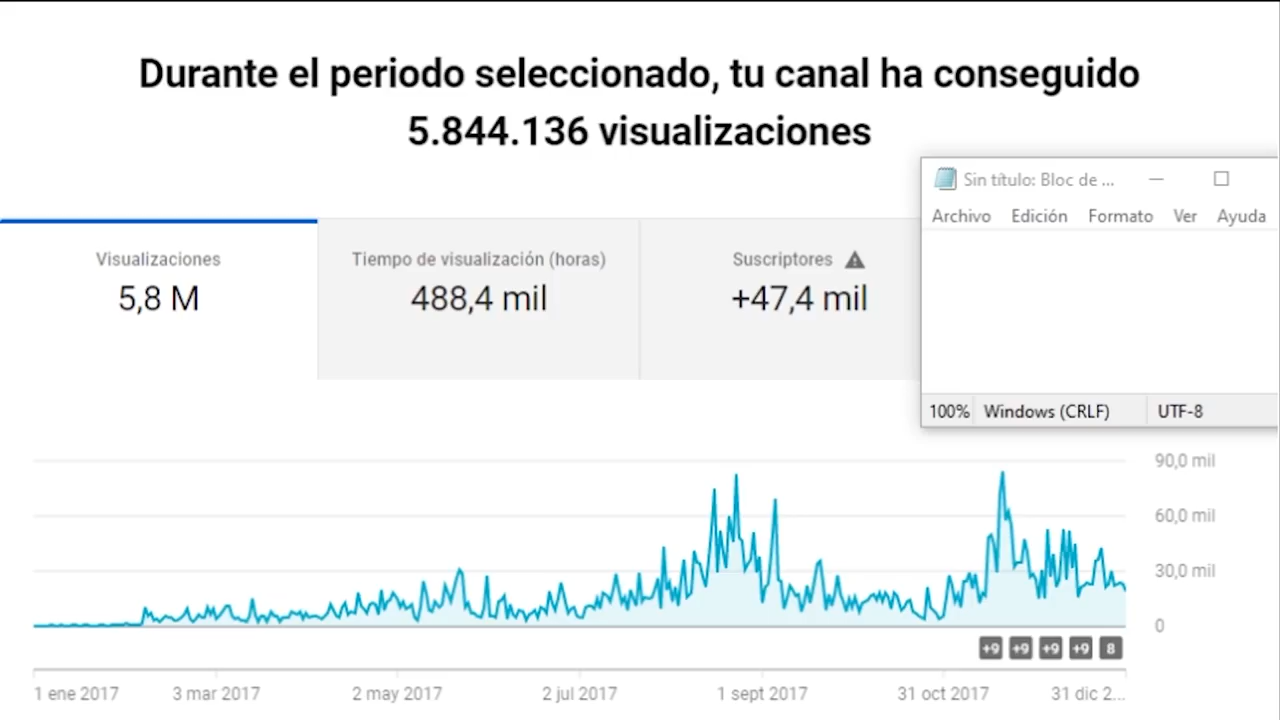 Durante el periodo seleccionado, tu canal ha conseguido
5.844.136 visualizaciones
Sin título: Bloc de ...
Archivo Edición Formato Ver Ayuda
Visualizaciones
5,8 M
Tiempo de visualización (horas)
488,4 mil
Suscriptores
+47,4 mil
100% Windows (CRLF) UTF-8
90,0 mil
60,0 mil
30,0 mil
0
+9 +9 +9 +9 8
1 ene 2017 3 mar 2017 2 may 2017 2 jul 2017 1 sept 2017 31 oct 2017 31 dic 2...